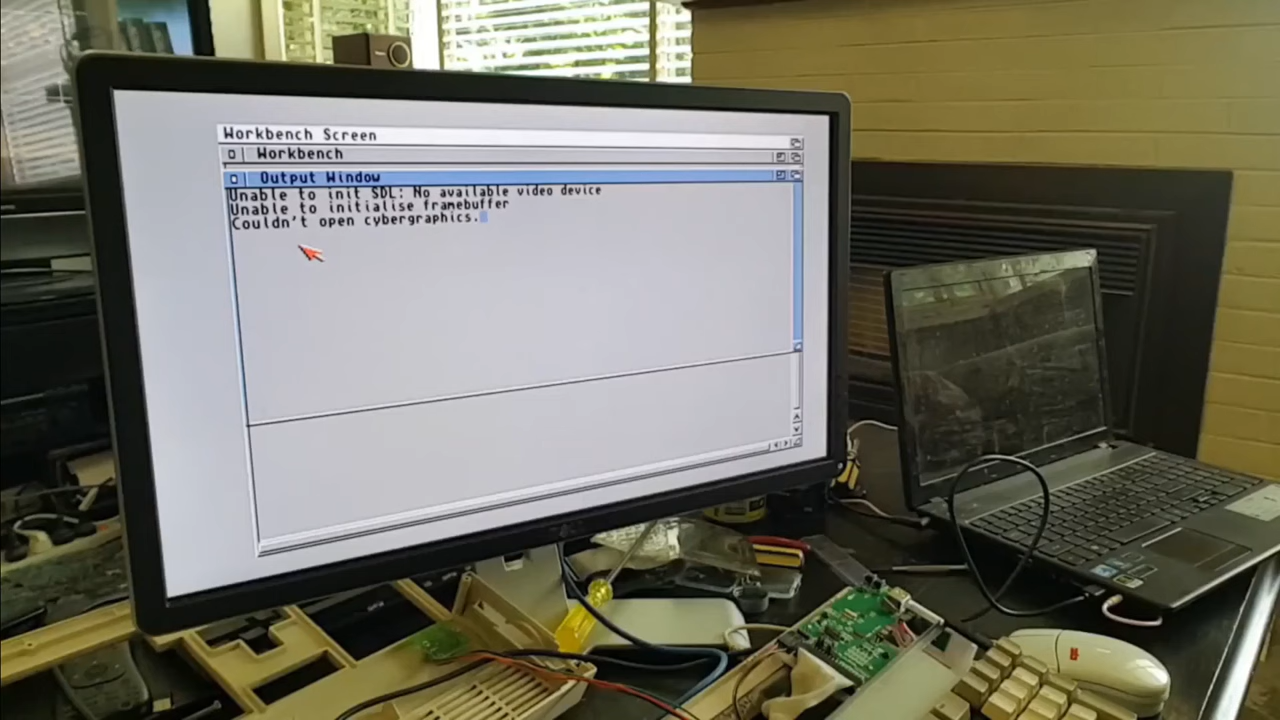 Workbench Screen
Workbench
Output Window
Unable to init SDL: No available video device
Unable to initialise framebuffer
Couldn't open cybergraphics.